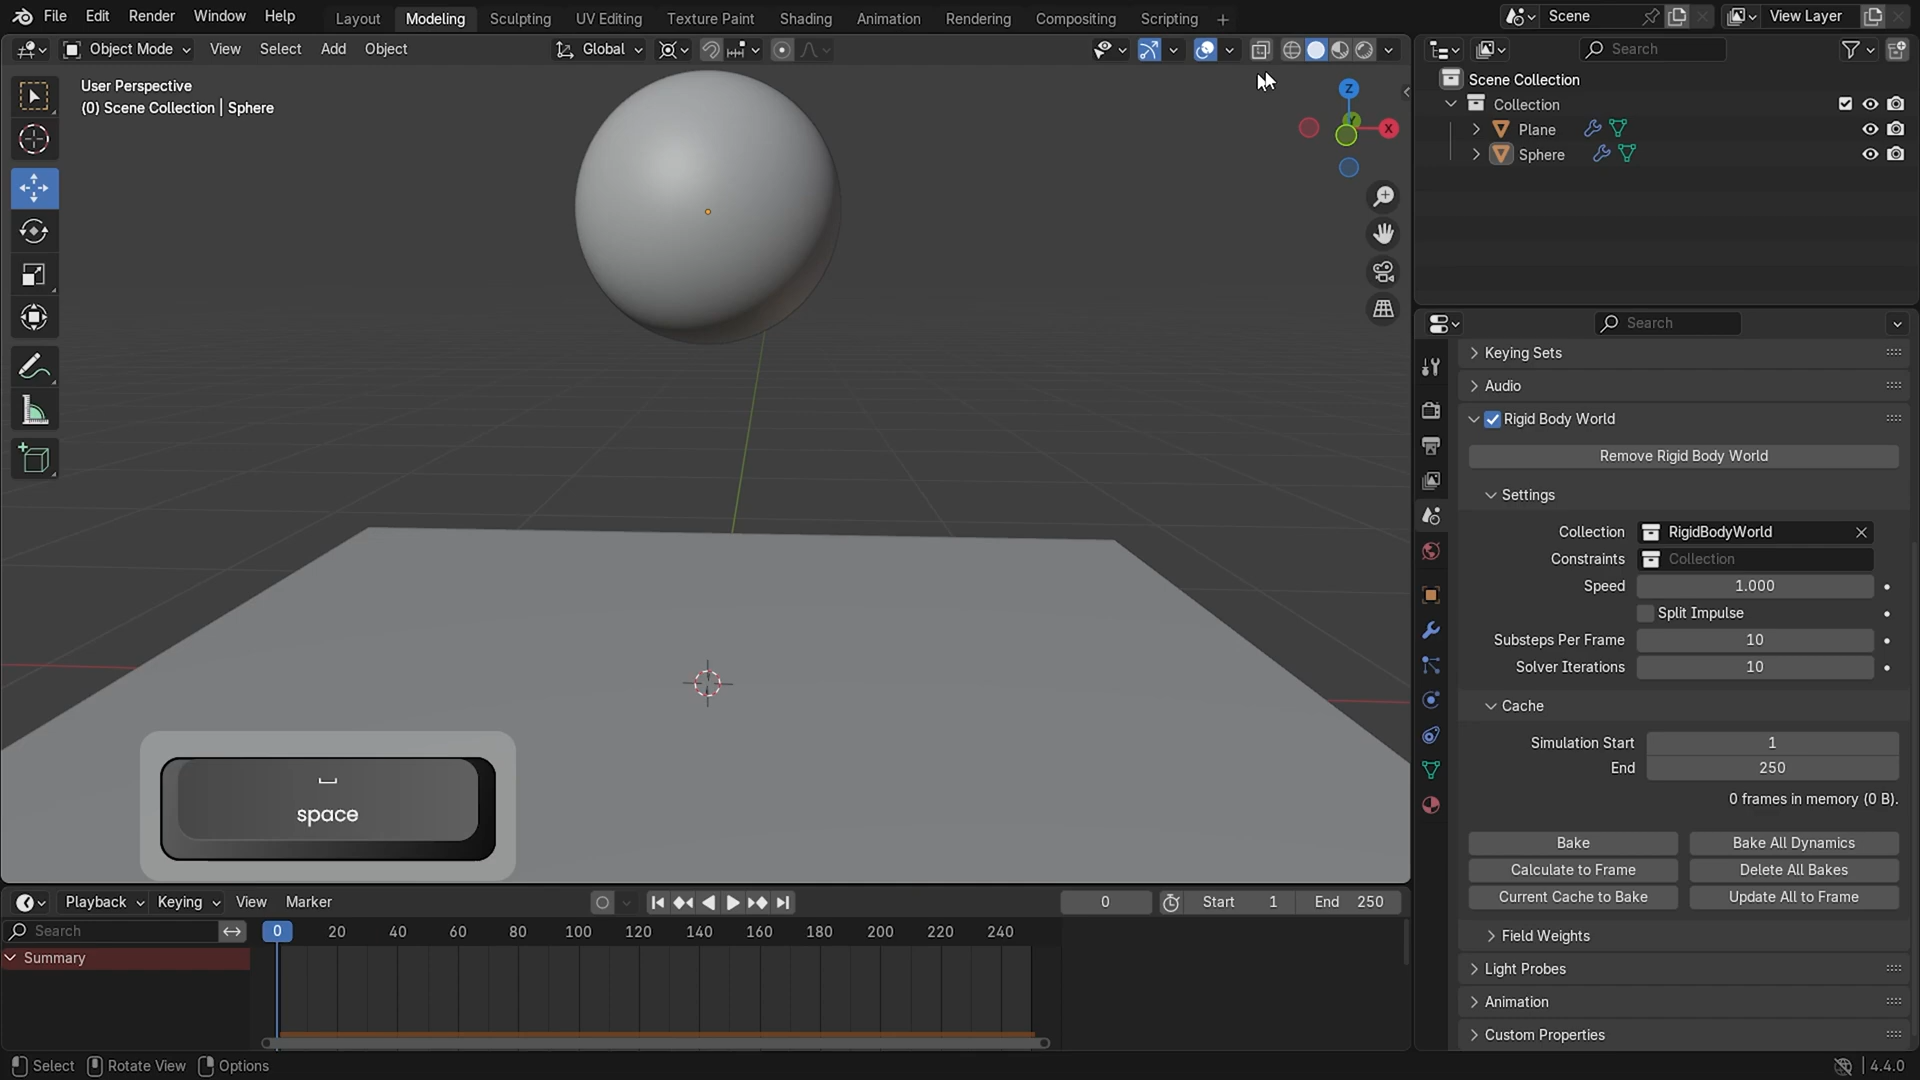 File Edit Render Window Help Layout Modeling Sculpting UV Editing Texture Paint Shading Animation Rendering Compositing Scripting + Scene View Layer
Object Mode View Select Add Object Global Search
User Perspective
(0) Scene Collection | Sphere
Z
Y
X
Scene Collection
Collection
Plane
Sphere
Search
Keying Sets
Audio
Rigid Body World
Remove Rigid Body World
Settings
Collection RigidBodyWorld
Constraints Collection
Speed 1.000
Split Impulse
Substeps Per Frame 10
Solver Iterations 10
Cache
Simulation Start 1
End 250
0 frames in memory (0 B).
Bake Bake All Dynamics
Calculate to Frame Delete All Bakes
Current Cache to Bake Update All to Frame
Field Weights
Light Probes
Animation
Custom Properties
space
Playback Keying View Marker 0 Start 1 End 250
Search 0 20 40 60 80 100 120 140 160 180 200 220 240
Summary
Select Rotate View Options 4.4.0